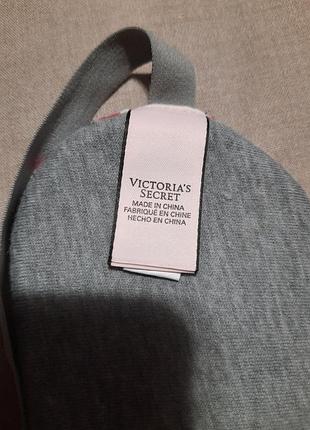 VICTORIA'S
SECRET
MADE IN CHINA
FABRIQUÉ EN CHINE
HECHO EN CHINA